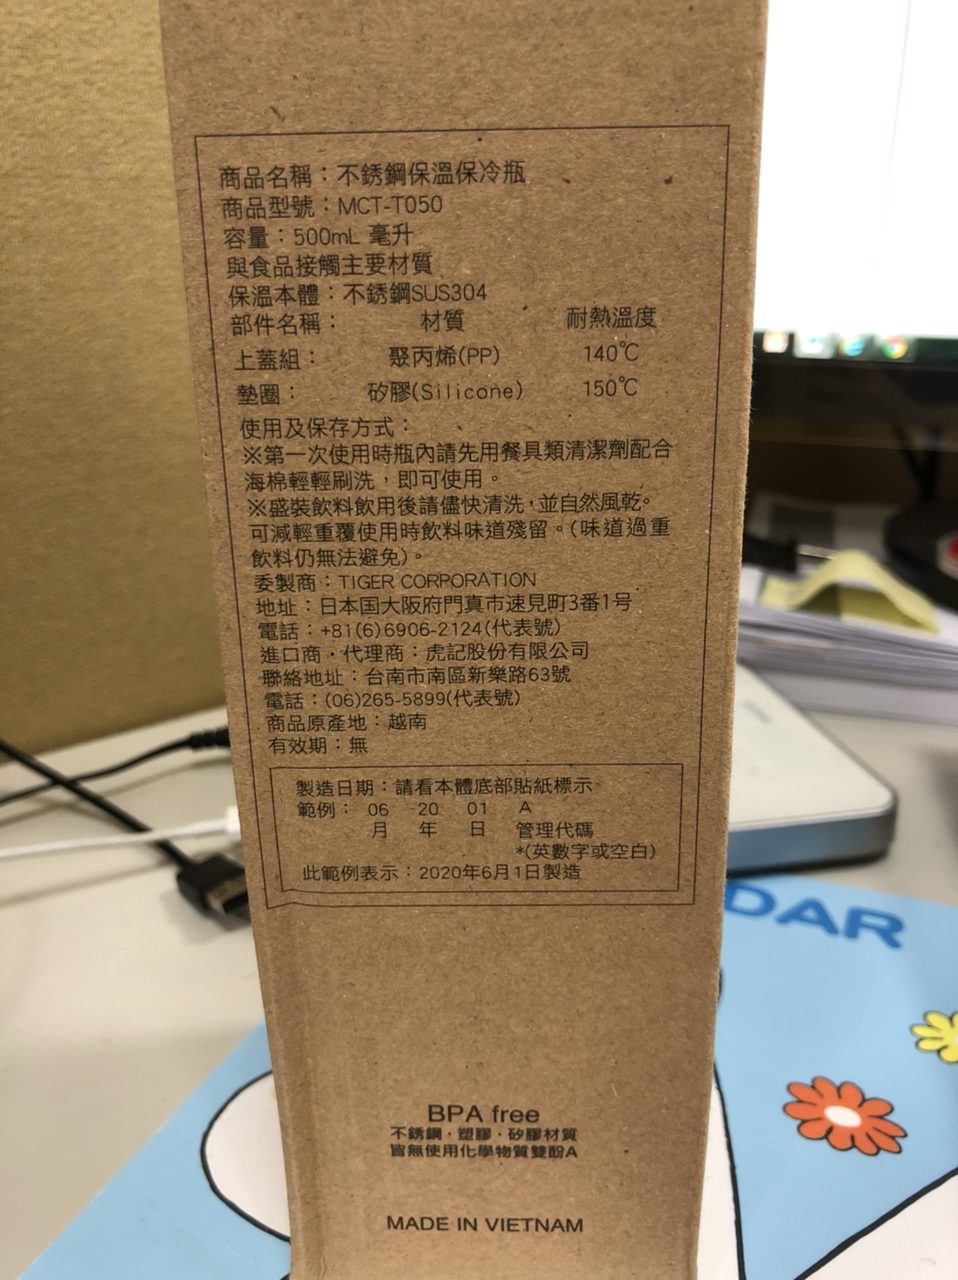 商品名稱：不銹鋼保溫保冷瓶
商品型號：MCT-T050
容量：500mL 毫升
與食品接觸主要材質
保溫本體：不銹鋼SUS304
部件名稱： 材質 耐熱溫度
上蓋組： 聚丙烯(PP) 140℃
墊圈： 矽膠(Silicone) 150℃
使用及保存方式：
※第一次使用時瓶內請先用餐具類清潔劑配合
海棉輕輕刷洗，即可使用。
※盛裝飲料飲用後請儘快清洗，並自然風乾。
可減輕重覆使用時飲料味道殘留。(味道過重
飲料仍無法避免)。
委製商：TIGER CORPORATION
地址：日本国大阪府門真市速見町3番1号
電話：+81(6)6906-2124(代表號)
進口商・代理商：虎記股份有限公司
聯絡地址：台南市南區新樂路63號
電話：(06)265-5899(代表號)
商品原產地：越南
有效期：無
製造日期：請看本體底部貼紙標示
範例： 06 20 01 A
月 年 日 管理代碼
*(英數字或空白)
此範例表示：2020年6月1日製造
DAR
BPA free
不銹鋼・塑膠・矽膠材質
皆無使用化學物質雙酚A
MADE IN VIETNAM